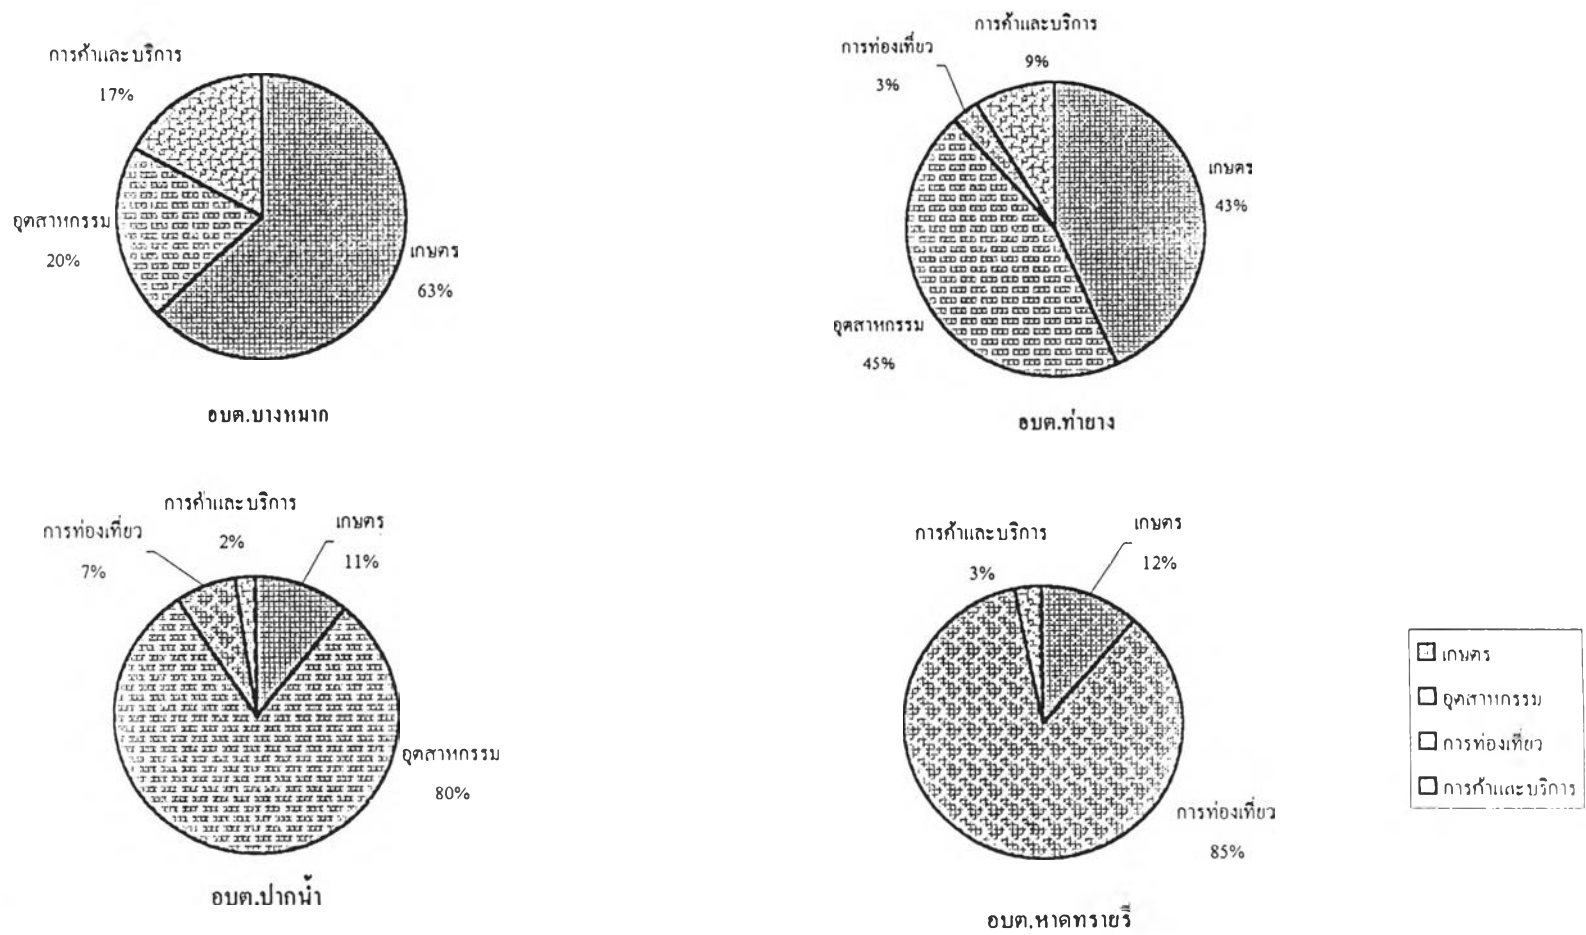 การค้าและบริการ
17%
อุตสาหกรรม
20%
เกษตร
63%
อบต.บางหมาก
การค้าและบริการ
9%
การท่องเที่ยว
3%
เกษตร
43%
อุตสาหกรรม
45%
อบต.ท่ายาง
การค้าและบริการ
2%
การท่องเที่ยว
7%
เกษตร
11%
อุตสาหกรรม
80%
อบต.ปากน้ำ
การค้าและบริการ
3%
เกษตร
12%
การท่องเที่ยว
85%
อบต.หาดทรายรี
เกษตร
อุตสาหกรรม
การท่องเที่ยว
การค้าและบริการ